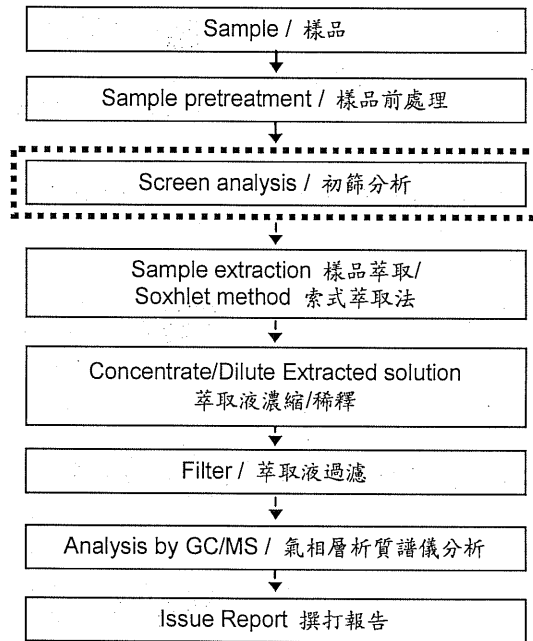 Sample / 樣品
Sample pretreatment / 樣品前處理
Screen analysis / 初篩分析
Sample extraction 樣品萃取/
Soxhlet method 索式萃取法
Concentrate/Dilute Extracted solution
萃取液濃縮/稀釋
Filter / 萃取液過濾
Analysis by GC/MS / 氣相層析質譜儀分析
Issue Report 撰打報告